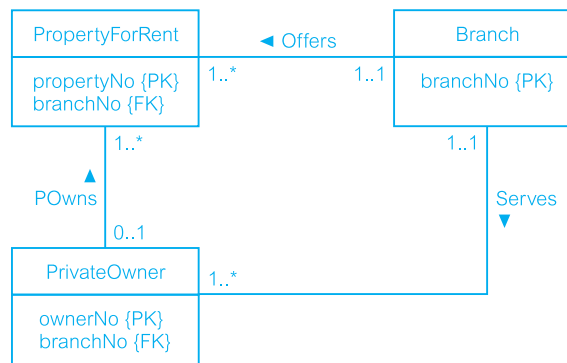 PropertyForRent
propertyNo {PK}
branchNo {FK}
◄ Offers
1..*
1..1
Branch
branchNo {PK}
1..*
1..1
▲
POwns
Serves
▼
0..1
PrivateOwner
1..*
ownerNo {PK}
branchNo {FK}